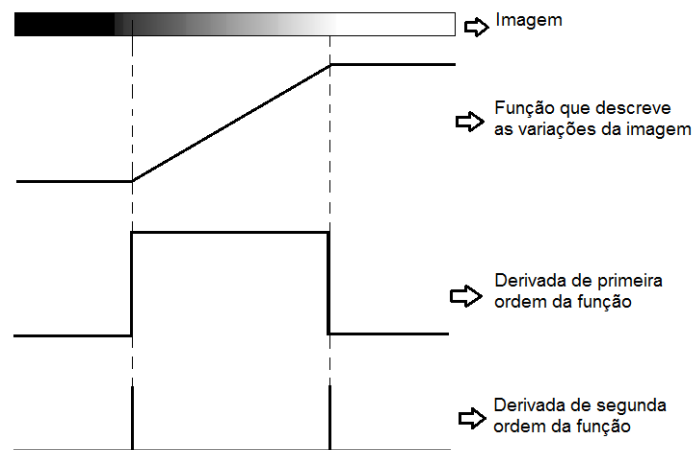 Imagem
Função que descreve
as variações da imagem
Derivada de primeira
ordem da função
Derivada de segunda
ordem da função